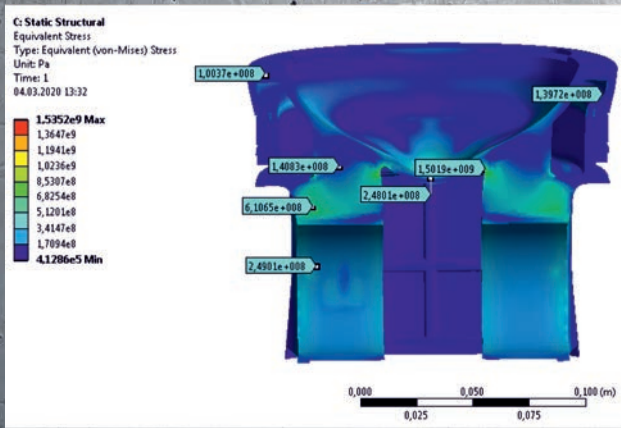 C: Static Structural
Equivalent Stress
Type: Equivalent (von-Mises) Stress
Unit: Pa
Time: 1
04.03.2020 13:32
1,5352e9 Max
1,3647e9
1,1941e9
1,0236e9
8,5307e8
6,8254e8
5,1201e8
3,4147e8
1,7094e8
4,1286e5 Min
1,0037e+008
1,3972e+008
1,4083e+008
1,5019e+009
2,4801e+008
6,1065e+008
2,4901e+008
0,000 0,050 0,100 (m)
0,025 0,075